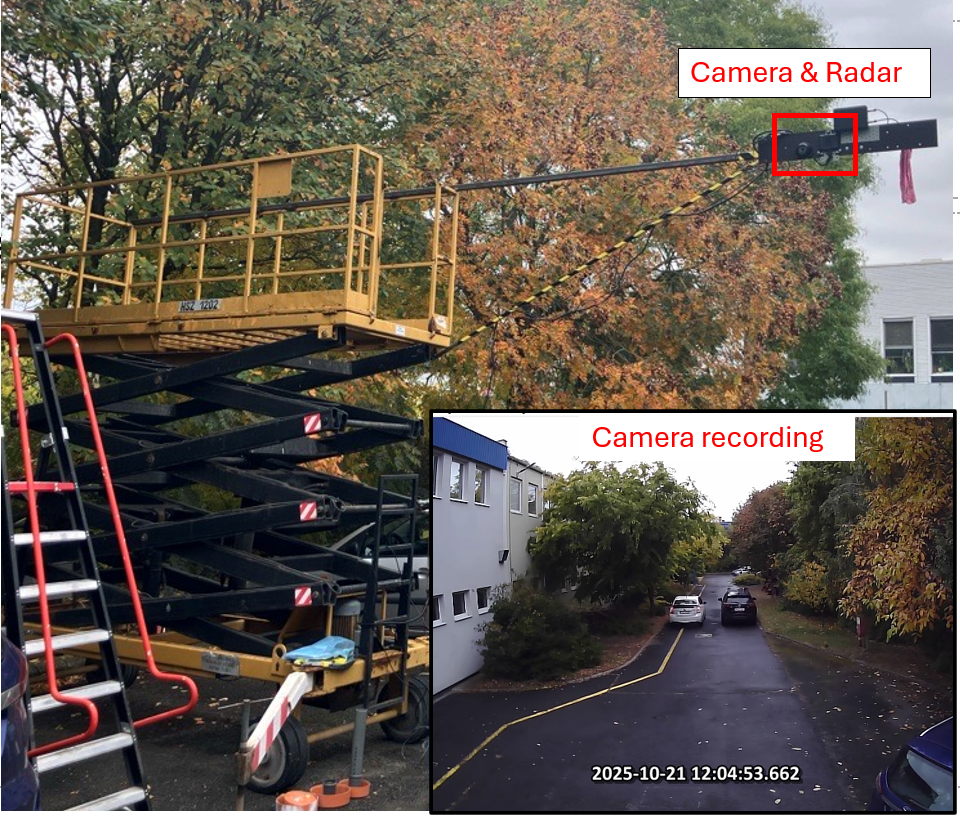 Camera & Radar
HSZ 1202
Camera recording
2025-10-21 12:04:53.662